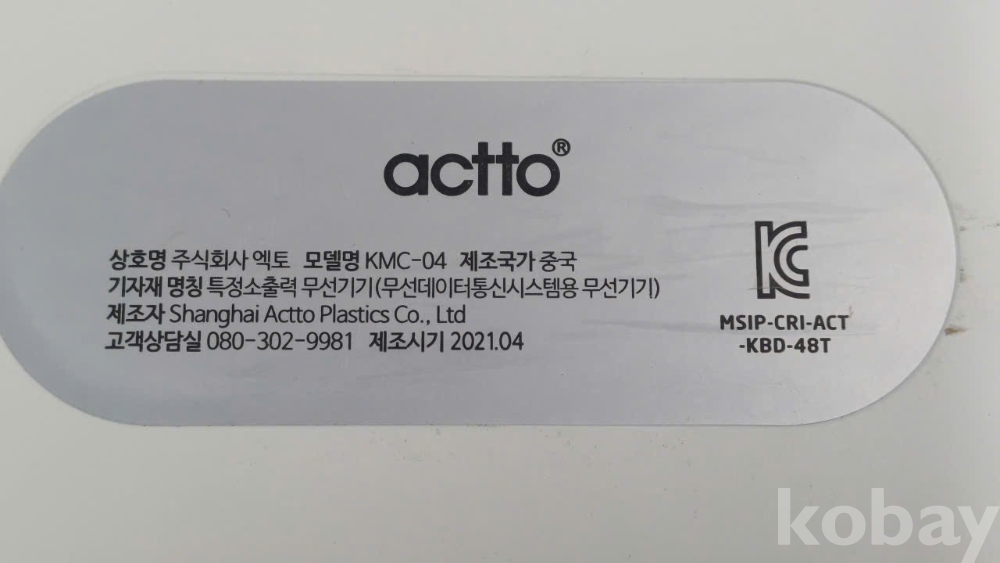 actto®
상호명 주식회사 엑토 모델명 KMC-04 제조국가 중국
기자재 명칭 특정소출력 무선기기(무선데이터통신시스템용 무선기기)
제조자 Shanghai Actto Plastics Co., Ltd
고객상담실 080-302-9981 제조시기 2021.04
KC
MSIP-CRI-ACT
-KBD-48T
kobay